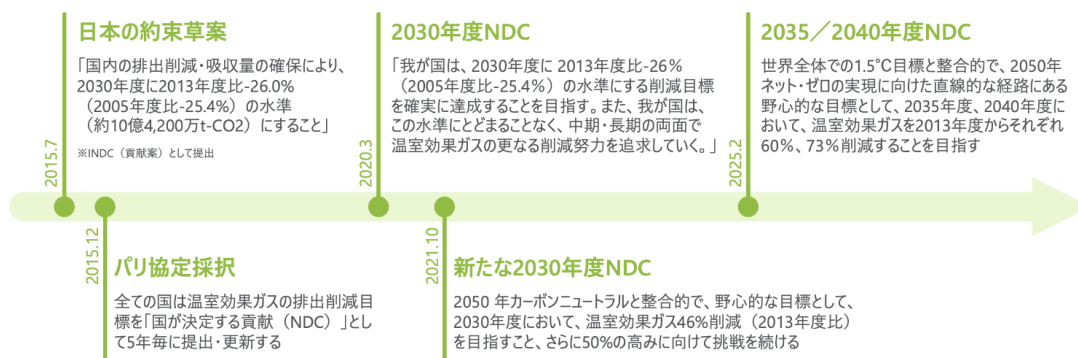 日本の約束草案
「国内の排出削減・吸収量の確保により、
2030年度に2013年度比-26.0%
（2005年度比-25.4%）の水準
（約10億4,200万t-CO2）にすること」
※INDC（貢献案）として提出
2015.7
2030年度NDC
「我が国は、2030年度に 2013年度比-26%
（2005年度比-25.4%）の水準にする削減目標
を確実に達成することを目指す。また、我が国は、
この水準にとどまることなく、中期・長期の両面で
温室効果ガスの更なる削減努力を追求していく。」
2020.3
2035／2040年度NDC
世界全体での1.5℃目標と整合的で、2050年
ネット・ゼロの実現に向けた直線的な経路にある
野心的な目標として、2035年度、2040年度に
おいて、温室効果ガスを2013年度からそれぞれ
60%、73%削減することを目指す
2025.2
2015.12
パリ協定採択
全ての国は温室効果ガスの排出削減目
標を「国が決定する貢献（NDC）」とし
て5年毎に提出・更新する
2021.10
新たな2030年度NDC
2050 年カーボンニュートラルと整合的で、野心的な目標として、
2030年度において、温室効果ガス46%削減（2013年度比）
を目指すこと、さらに50%の高みに向けて挑戦を続ける